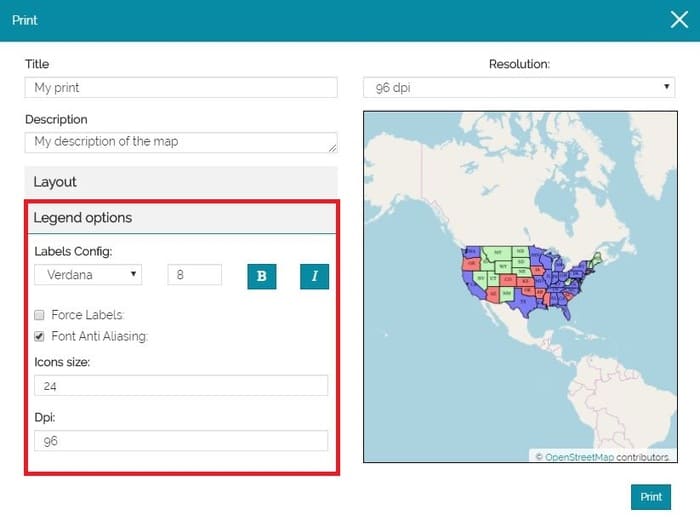 Print
Title
My print
Description
My description of the map
Layout
Legend options
Labels Config:
Verdana
8
B
I
Force Labels:
Font Anti Aliasing:
Icons size:
24
Dpi:
96
Resolution:
96 dpi
© OpenStreetMap contributors.
Print